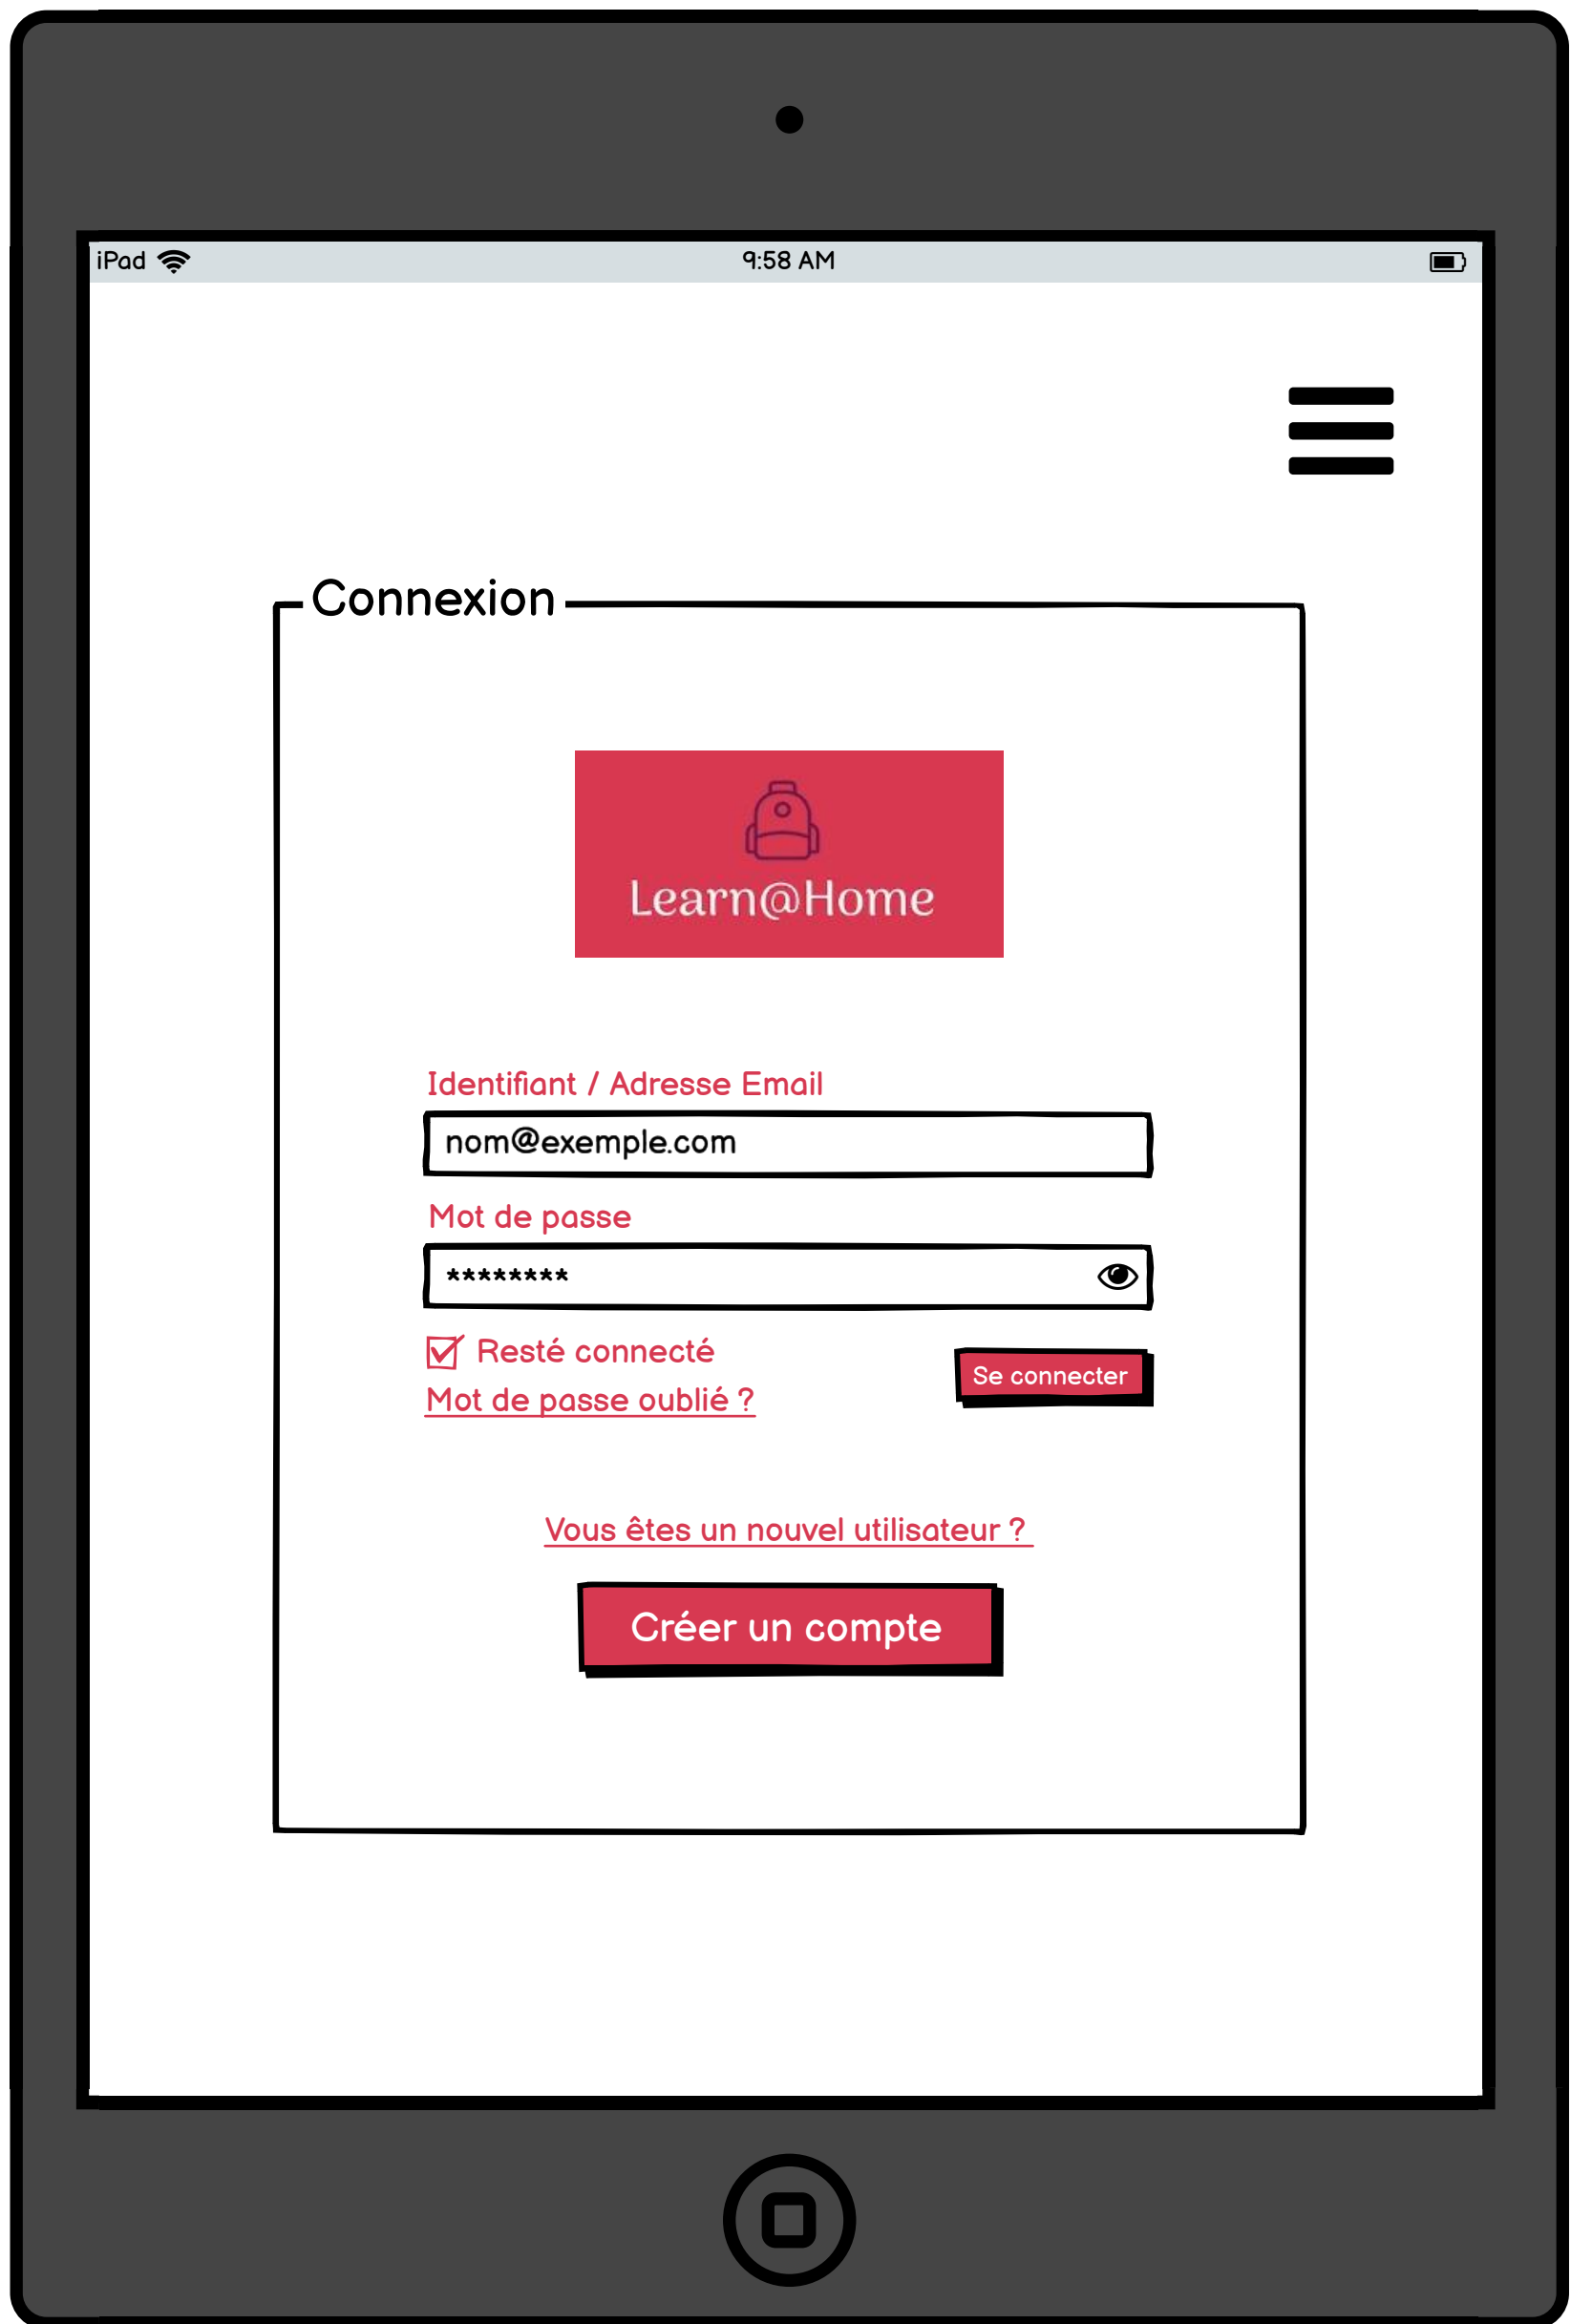 iPad 9:58 AM
Connexion
Learn@Home
Identifiant / Adresse Email
nom@exemple.com
Mot de passe
********
Resté connecté
Se connecter
Mot de passe oublié ?
Vous êtes un nouvel utilisateur ?
Créer un compte